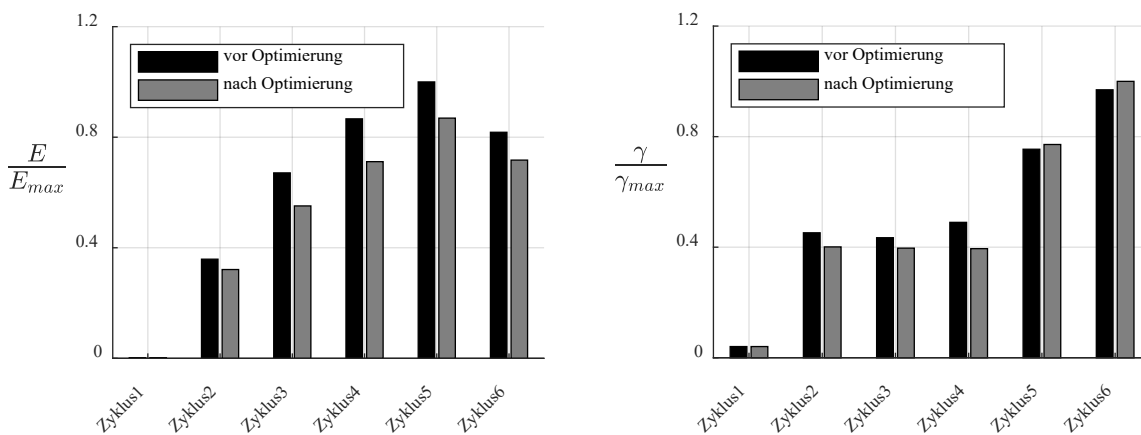 1.2
vor Optimierung
nach Optimierung
0.8
E
E_max
0.4
0
Zyklus1
Zyklus2
Zyklus3
Zyklus4
Zyklus5
Zyklus6
1.2
vor Optimierung
nach Optimierung
0.8
γ
γ_max
0.4
0
Zyklus1
Zyklus2
Zyklus3
Zyklus4
Zyklus5
Zyklus6